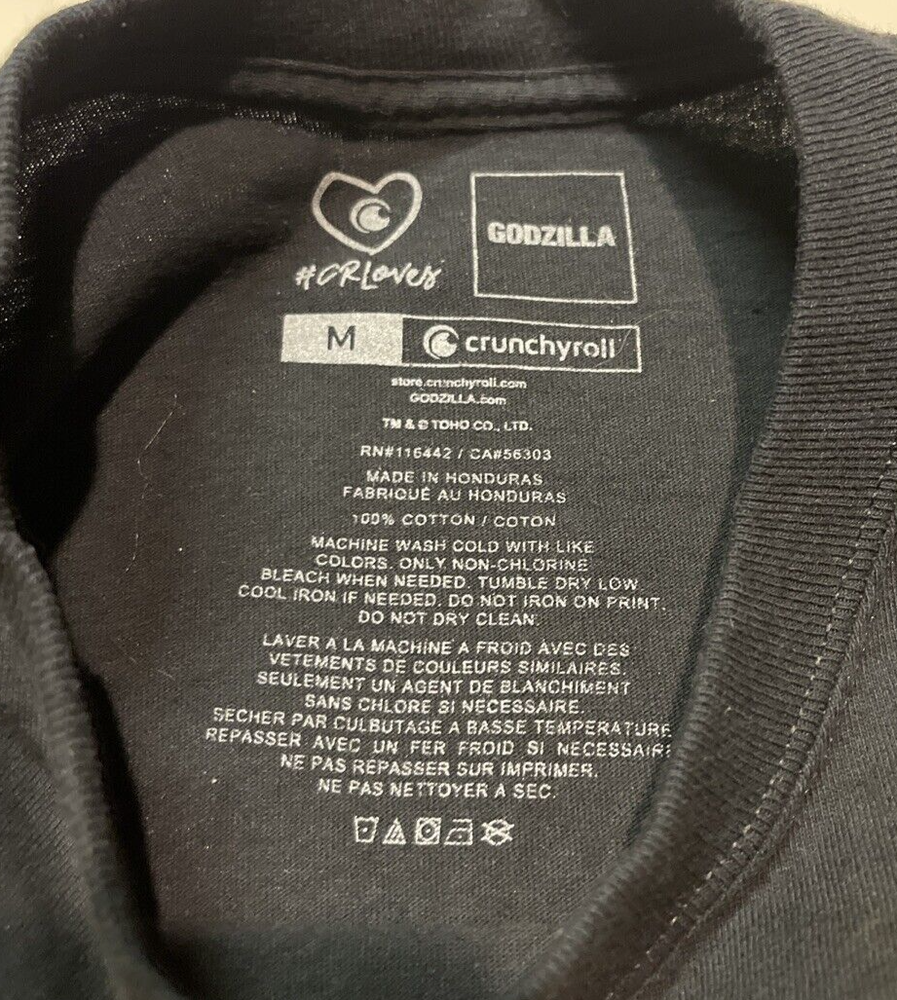 #CRLoves
GODZILLA
M crunchyroll
store.crunchyroll.com
GODZILLA.com
TM & © TOHO CO., LTD.
RN#116442 / CA#56303
MADE IN HONDURAS
FABRIQUÉ AU HONDURAS
100% COTTON / COTON
MACHINE WASH COLD WITH LIKE
COLORS. ONLY NON-CHLORINE
BLEACH WHEN NEEDED. TUMBLE DRY LOW.
COOL IRON IF NEEDED. DO NOT IRON ON PRINT.
DO NOT DRY CLEAN.
LAVER A LA MACHINE A FROID AVEC DES
VETEMENTS DE COULEURS SIMILAIRES.
SEULEMENT UN AGENT DE BLANCHIMENT
SANS CHLORE SI NECESSAIRE.
SECHER PAR CULBUTAGE A BASSE TEMPERATURE
REPASSER AVEC UN FER FROID SI NECESSAIRE
NE PAS REPASSER SUR IMPRIMER.
NE PAS NETTOYER A SEC.